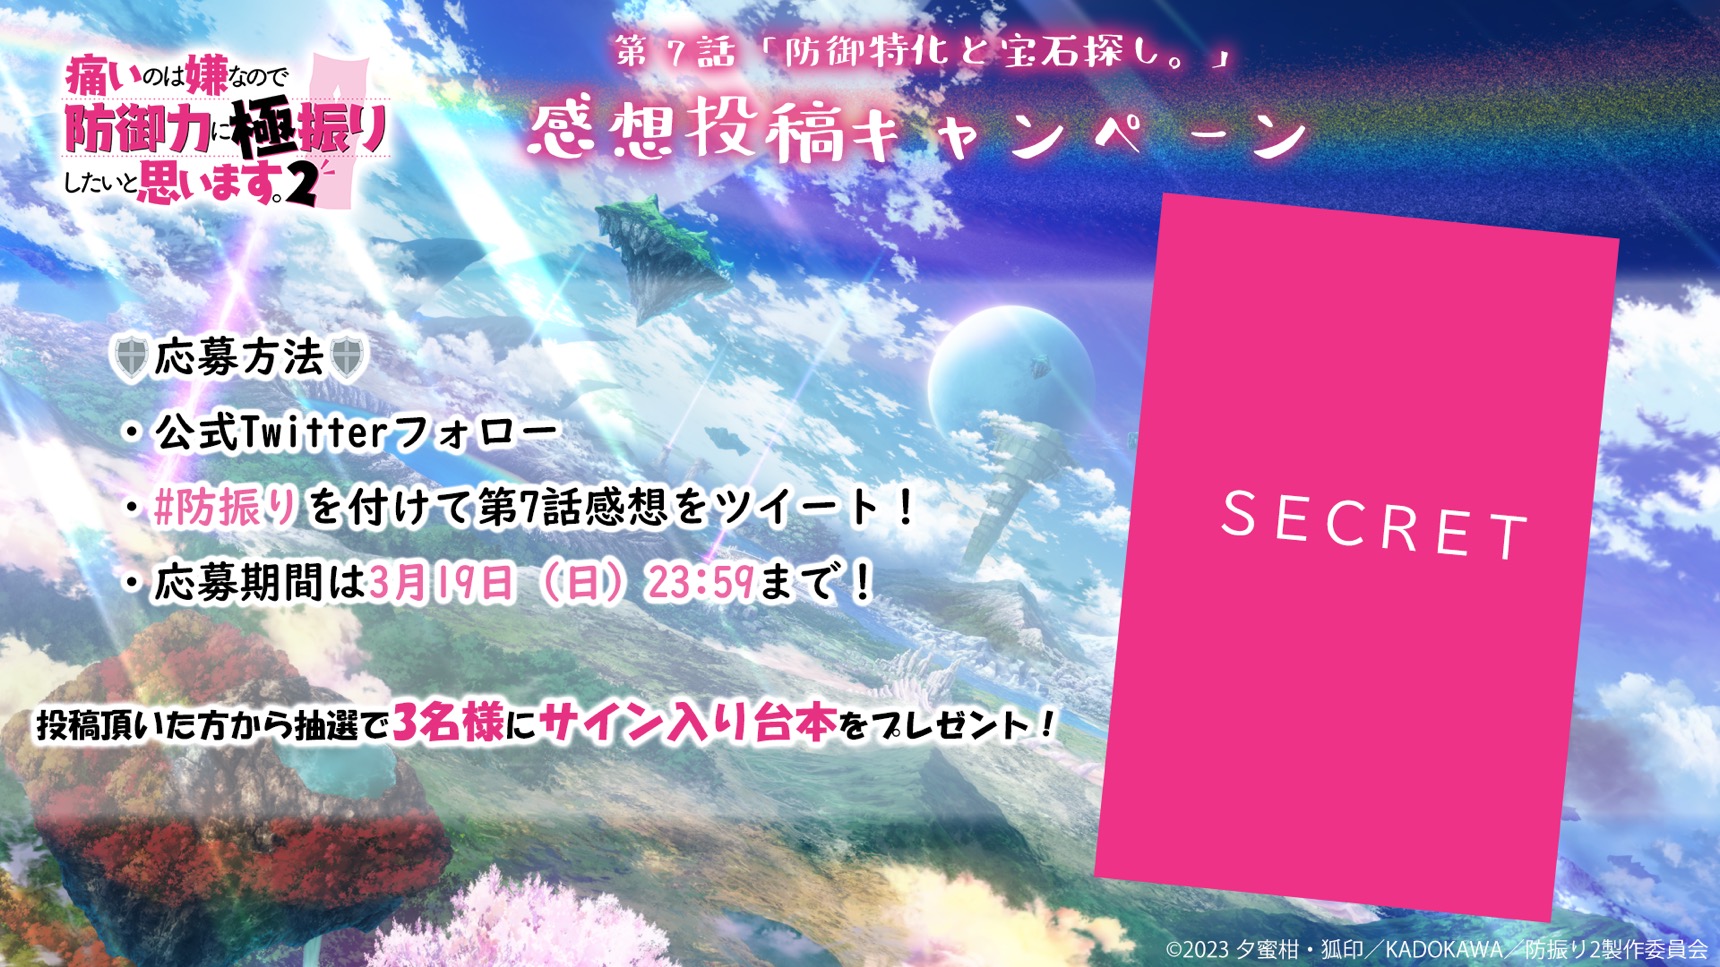 痛いのは嫌なので
防御力に極振り
したいと思います。2
第7話「防御特化と宝石探し。」
感想投稿キャンペーン
応募方法
・公式Twitterフォロー
・#防振りを付けて第7話感想をツイート！
・応募期間は3月19日（日）23:59まで！
投稿頂いた方から抽選で3名様にサイン入り台本をプレゼント！
SECRET
©2023 夕蜜柑・狐印／KADOKAWA／防振り2製作委員会